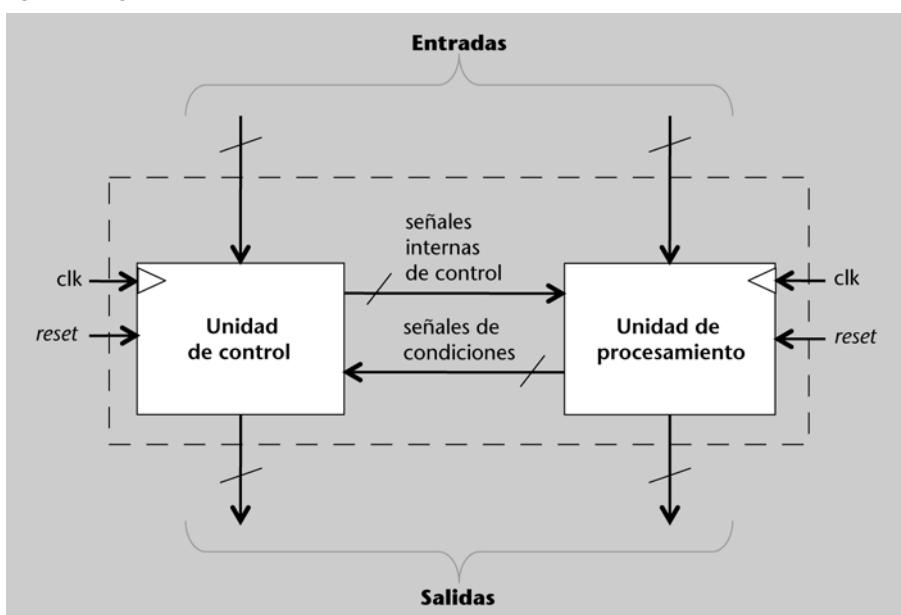 Entradas
señales
internas
de control
clk
clk
reset
Unidad
de control
señales de
condiciones
Unidad de
procesamiento
reset
Salidas